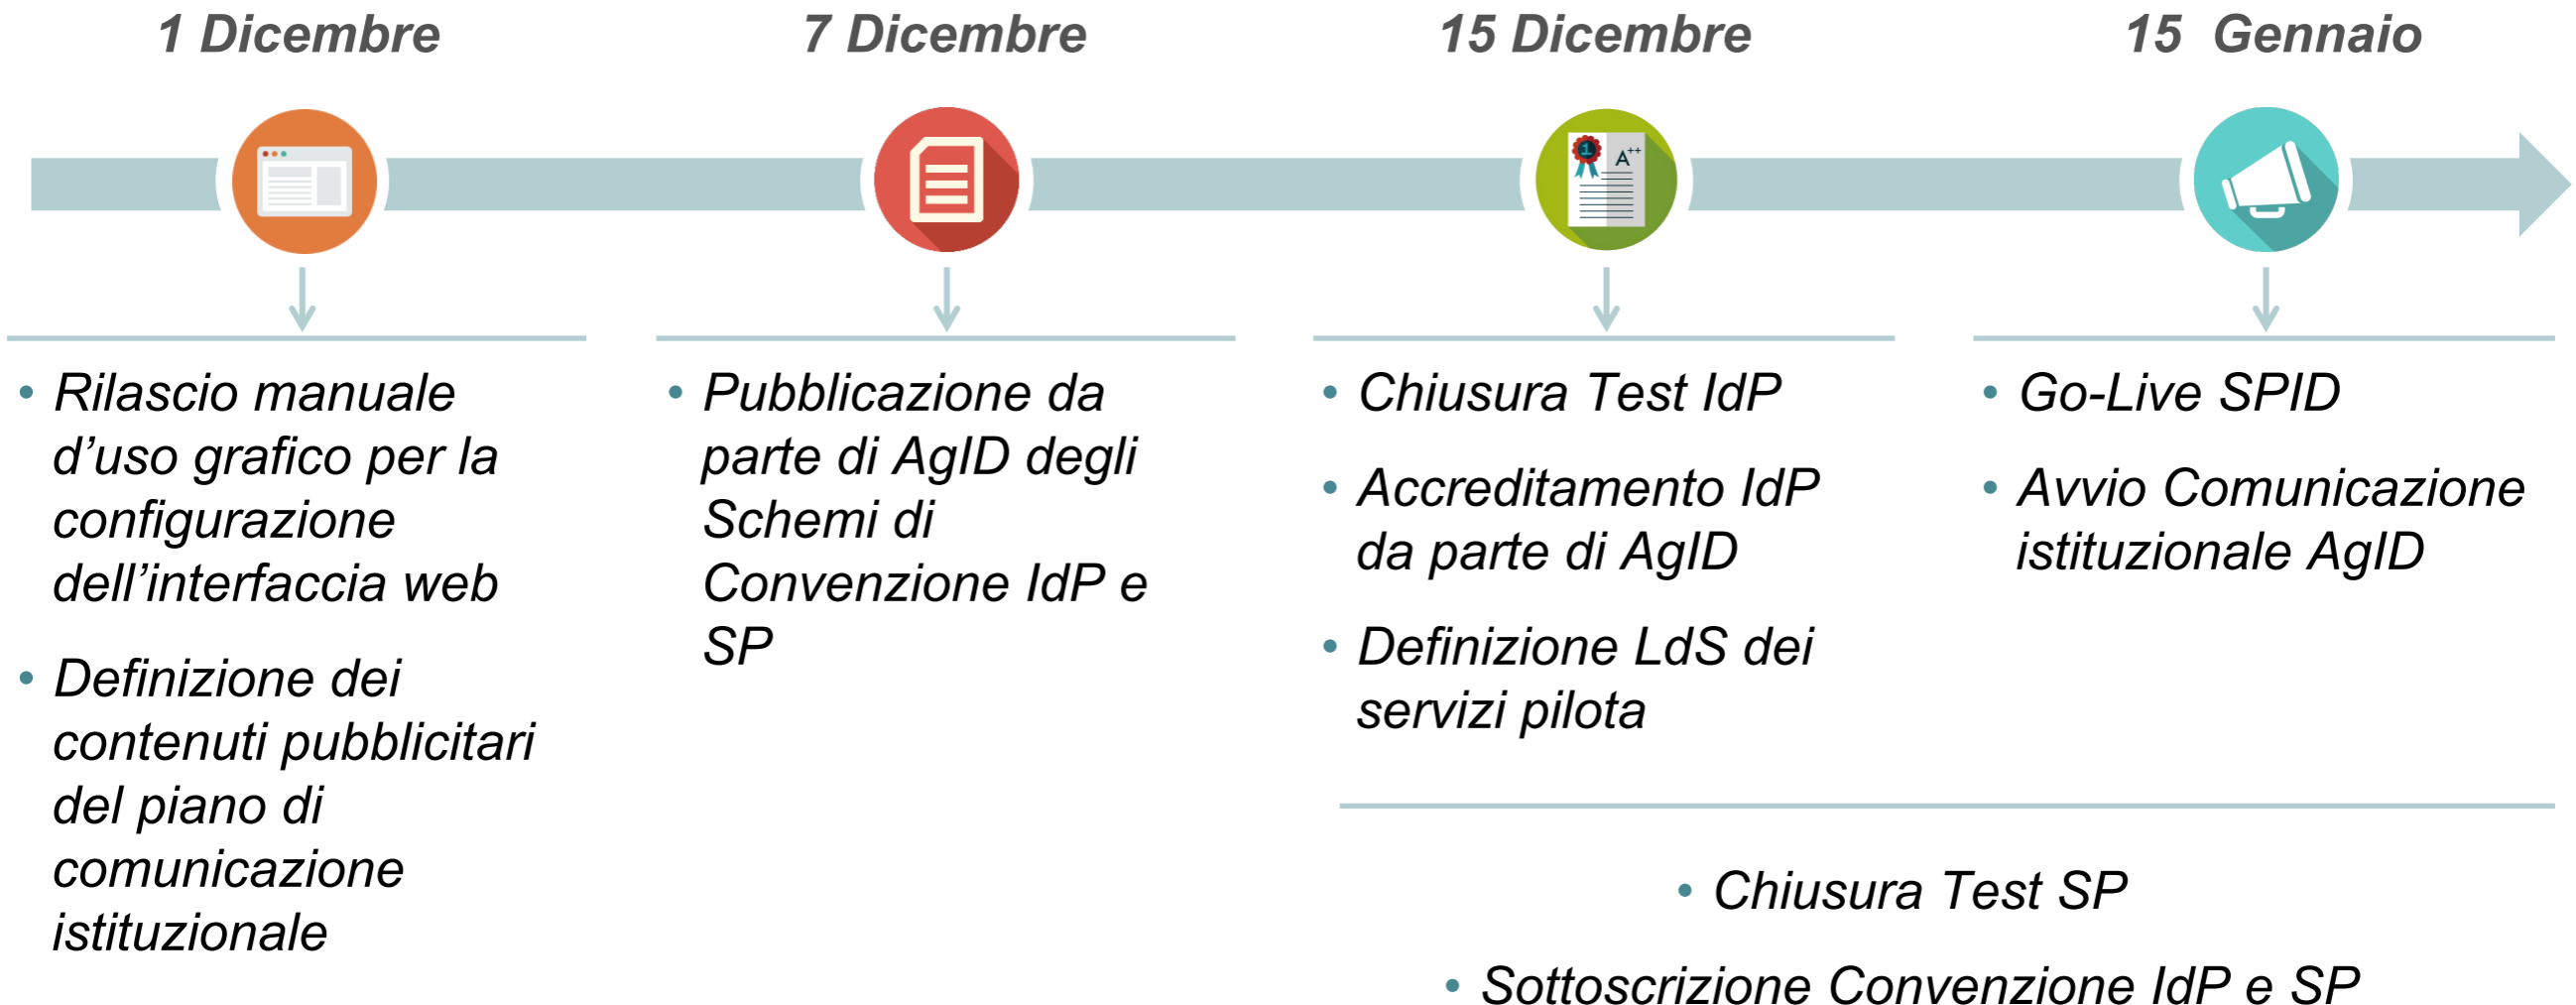 1 Dicembre
7 Dicembre
15 Dicembre
15 Gennaio
1
A++
• Rilascio manuale
d’uso grafico per la
configurazione
dell’interfaccia web
• Definizione dei
contenuti pubblicitari
del piano di
comunicazione
istituzionale
• Pubblicazione da
parte di AgID degli
Schemi di
Convenzione IdP e
SP
• Chiusura Test IdP
• Accreditamento IdP
da parte di AgID
• Definizione LdS dei
servizi pilota
• Go-Live SPID
• Avvio Comunicazione
istituzionale AgID
• Chiusura Test SP
• Sottoscrizione Convenzione IdP e SP